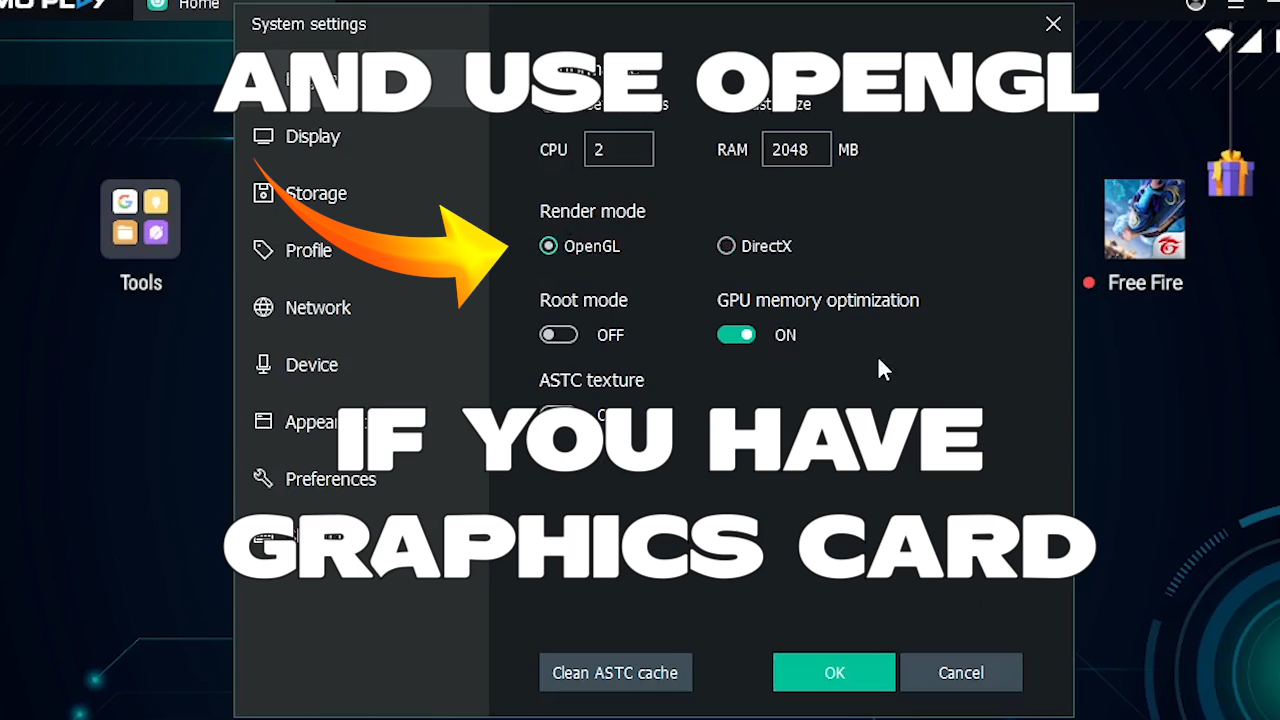 Home
System settings
AND USE OPENGL
Display
CPU 2 RAM 2048 MB
Storage
Render mode
Profile
OpenGL DirectX
Tools
Free Fire
Network
Root mode GPU memory optimization
OFF ON
Device
ASTC texture
IF YOU HAVE
Preferences
GRAPHICS CARD
Clean ASTC cache OK Cancel